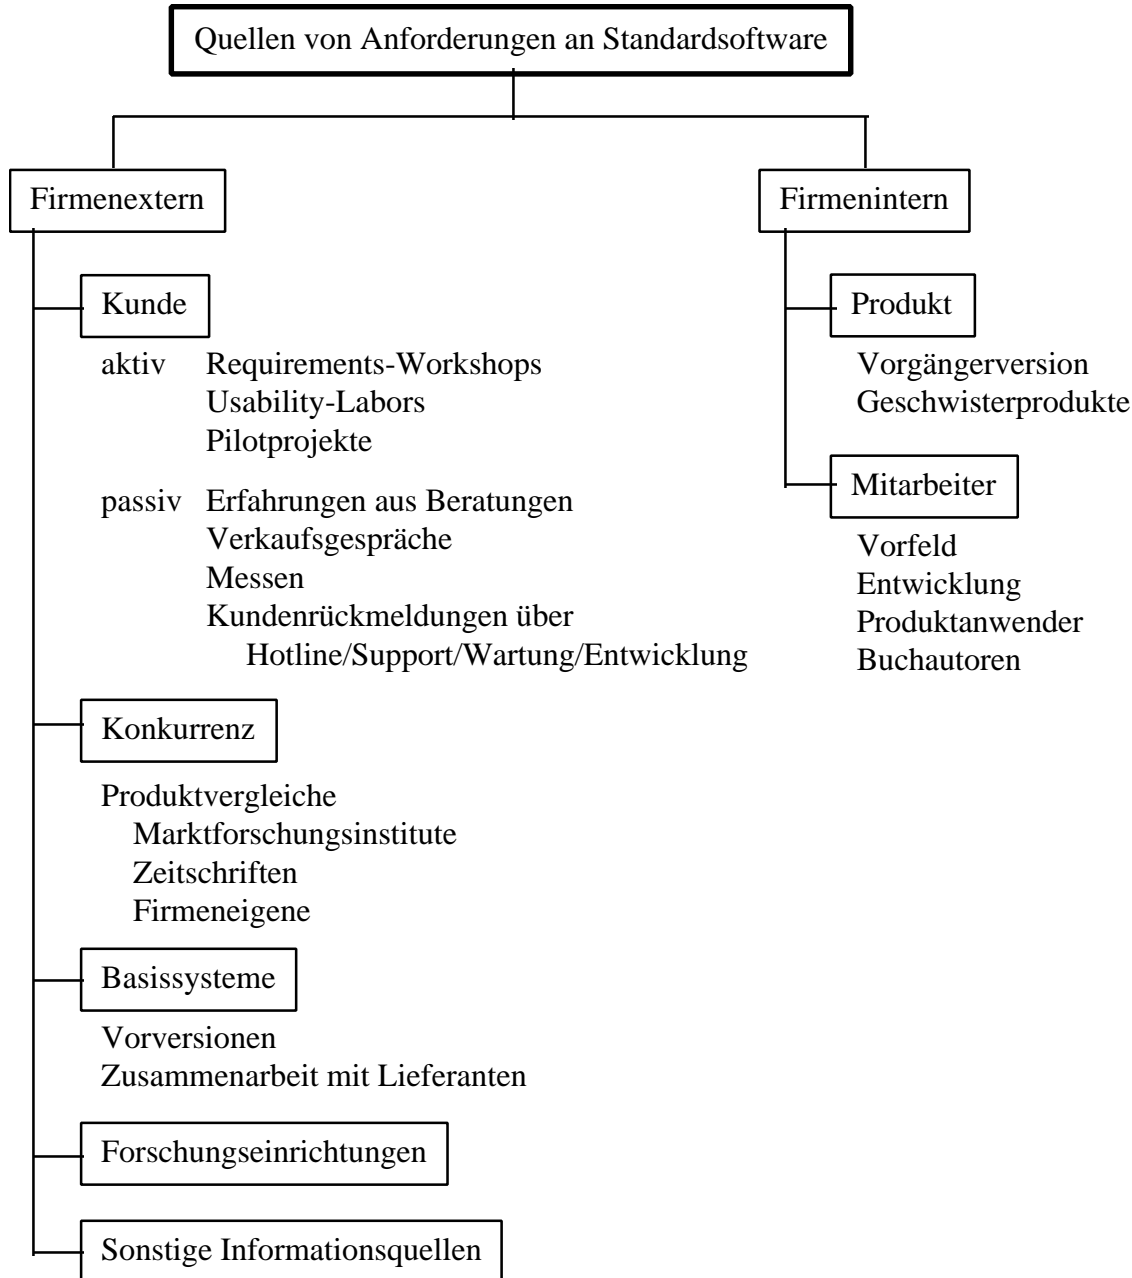 Quellen von Anforderungen an Standardsoftware
Firmenextern
Kunde
aktiv Requirements-Workshops
Usability-Labors
Pilotprojekte
passiv Erfahrungen aus Beratungen
Verkaufsgespräche
Messen
Kundenrückmeldungen über
Hotline/Support/Wartung/Entwicklung
Konkurrenz
Produktvergleiche
Marktforschungsinstitute
Zeitschriften
Firmeneigene
Basissysteme
Vorversionen
Zusammenarbeit mit Lieferanten
Forschungseinrichtungen
Sonstige Informationsquellen
Firmenintern
Produkt
Vorgängerversion
Geschwisterprodukte
Mitarbeiter
Vorfeld
Entwicklung
Produktanwender
Buchautoren